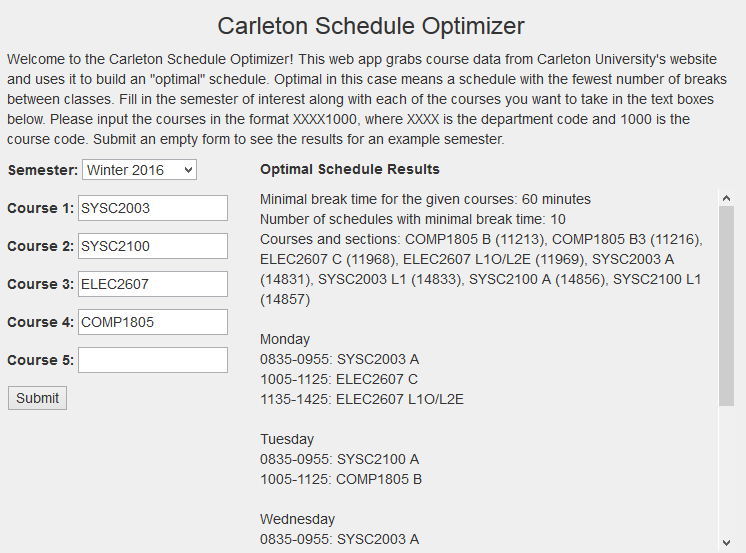 Carleton Schedule Optimizer
Welcome to the Carleton Schedule Optimizer! This web app grabs course data from Carleton University's website
and uses it to build an "optimal" schedule. Optimal in this case means a schedule with the fewest number of breaks
between classes. Fill in the semester of interest along with each of the courses you want to take in the text boxes
below. Please input the courses in the format XXXX1000, where XXXX is the department code and 1000 is the
course code. Submit an empty form to see the results for an example semester.
Semester: Winter 2016
Course 1: SYSC2003
Course 2: SYSC2100
Course 3: ELEC2607
Course 4: COMP1805
Course 5:
Submit
Optimal Schedule Results
Minimal break time for the given courses: 60 minutes
Number of schedules with minimal break time: 10
Courses and sections: COMP1805 B (11213), COMP1805 B3 (11216),
ELEC2607 C (11968), ELEC2607 L1O/L2E (11969), SYSC2003 A
(14831), SYSC2003 L1 (14833), SYSC2100 A (14856), SYSC2100 L1
(14857)
Monday
0835-0955: SYSC2003 A
1005-1125: ELEC2607 C
1135-1425: ELEC2607 L1O/L2E
Tuesday
0835-0955: SYSC2100 A
1005-1125: COMP1805 B
Wednesday
0835-0955: SYSC2003 A